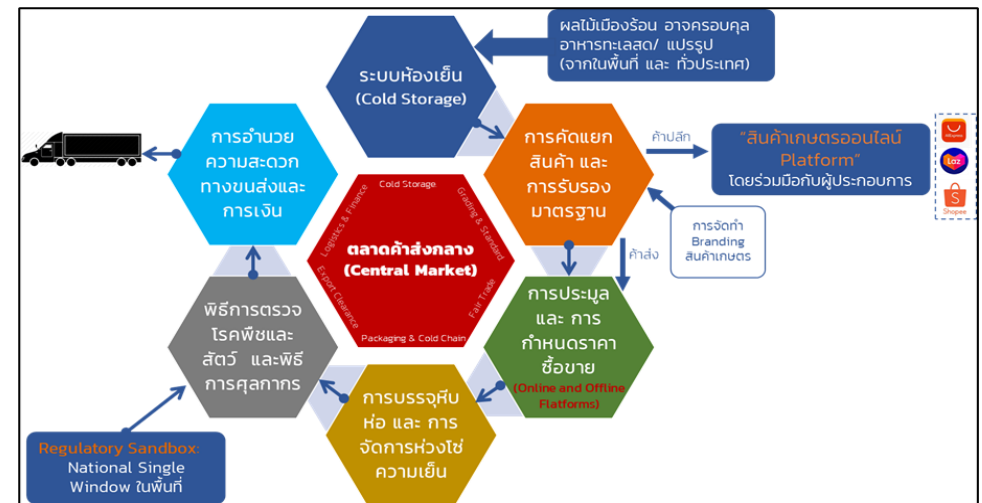 ผลไม้เมืองร้อน อาจครอบคุล
อาหารทะเลสด/ แปรรูป
(จากในพื้นที่ และ ทั่วประเทศ)
ระบบห้องเย็น
(Cold Storage)
การอำนวย
ความสะดวก
ทางขนส่งและ
การเงิน
การคัดแยก
สินค้า และ
การรับรอง
มาตรฐาน
ค้าปลีก
“สินค้าเกษตรออนไลน์
Platform”
โดยร่วมมือกับผู้ประกอบการ
AliExpress
Laz
Shopee
การจัดทำ
Branding
สินค้าเกษตร
ค้าส่ง
Cold Storage
Grading & Standard
Fair Trade
Packaging & Cold Chain
Export Clearance
Logistics & Finance
ตลาดค้าส่งกลาง
(Central Market)
พิธีการตรวจ
โรคพืชและ
สัตว์ และพิธี
การศุลกากร
การประมูล
และ การ
กำหนดราคา
ซื้อขาย
(Online and Offline
Flatforms)
การบรรจุหีบ
ห่อ และ การ
จัดการห่วงโซ่
ความเย็น
Regulatory Sandbox:
National Single
Window ในพื้นที่